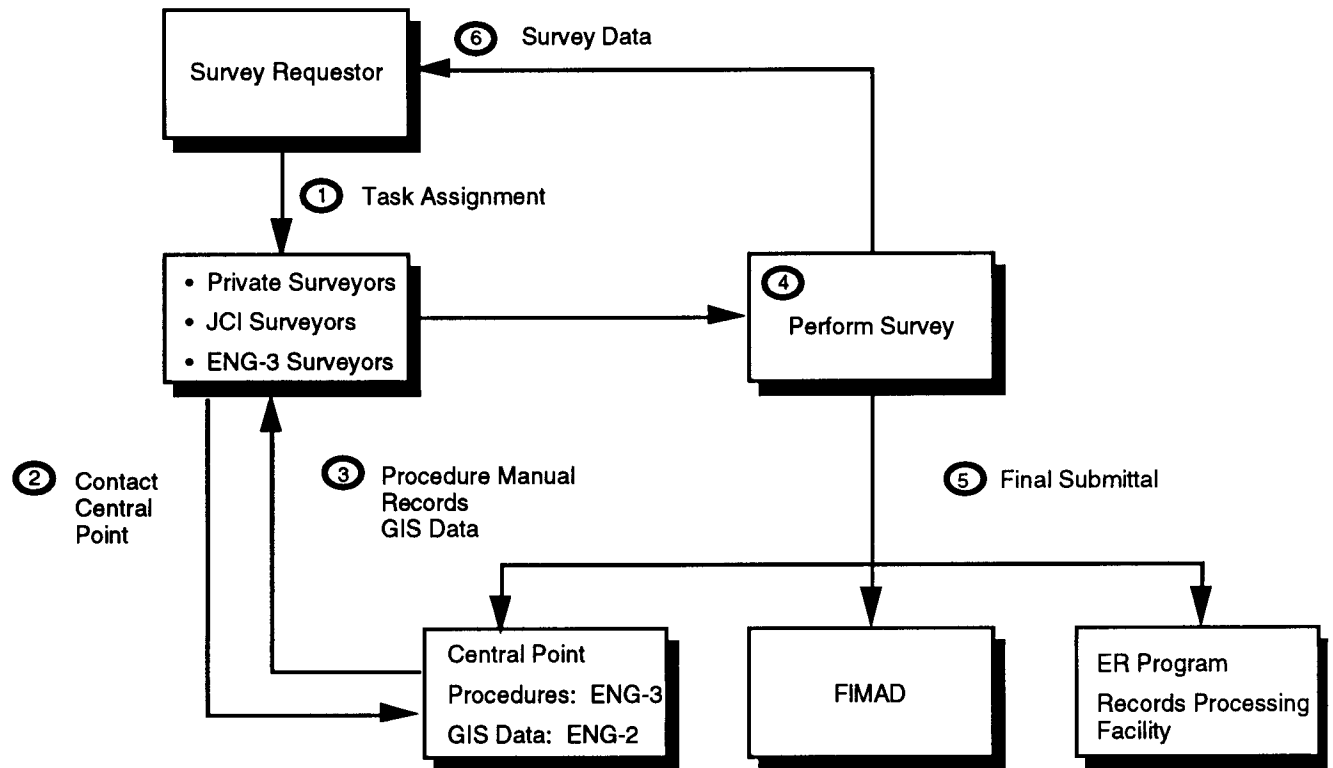 6 Survey Data
Survey Requestor
1 Task Assignment
• Private Surveyors
• JCI Surveyors
• ENG-3 Surveyors
4
Perform Survey
2 Contact
Central
Point
3 Procedure Manual
Records
GIS Data
5 Final Submittal
Central Point
Procedures: ENG-3
GIS Data: ENG-2
FIMAD
ER Program
Records Processing
Facility